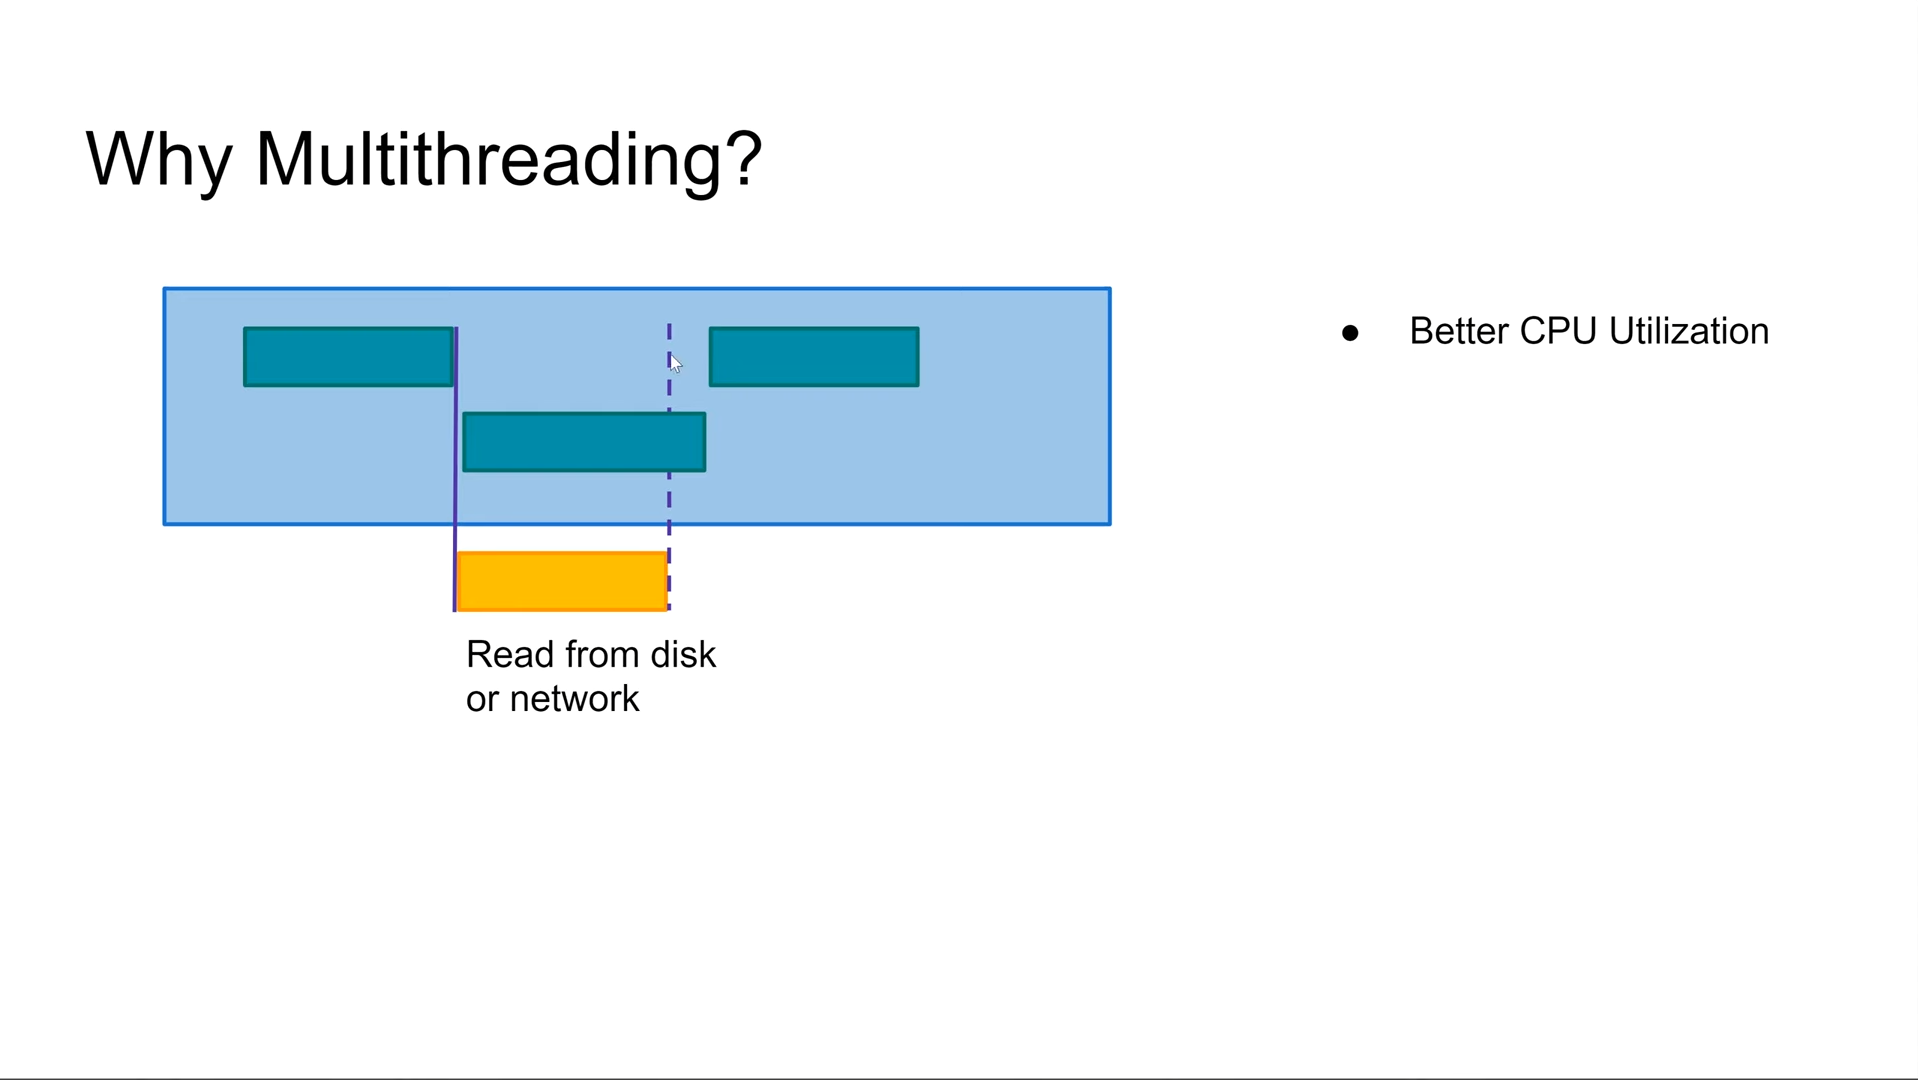 Why Multithreading?
● Better CPU Utilization
Read from disk
or network